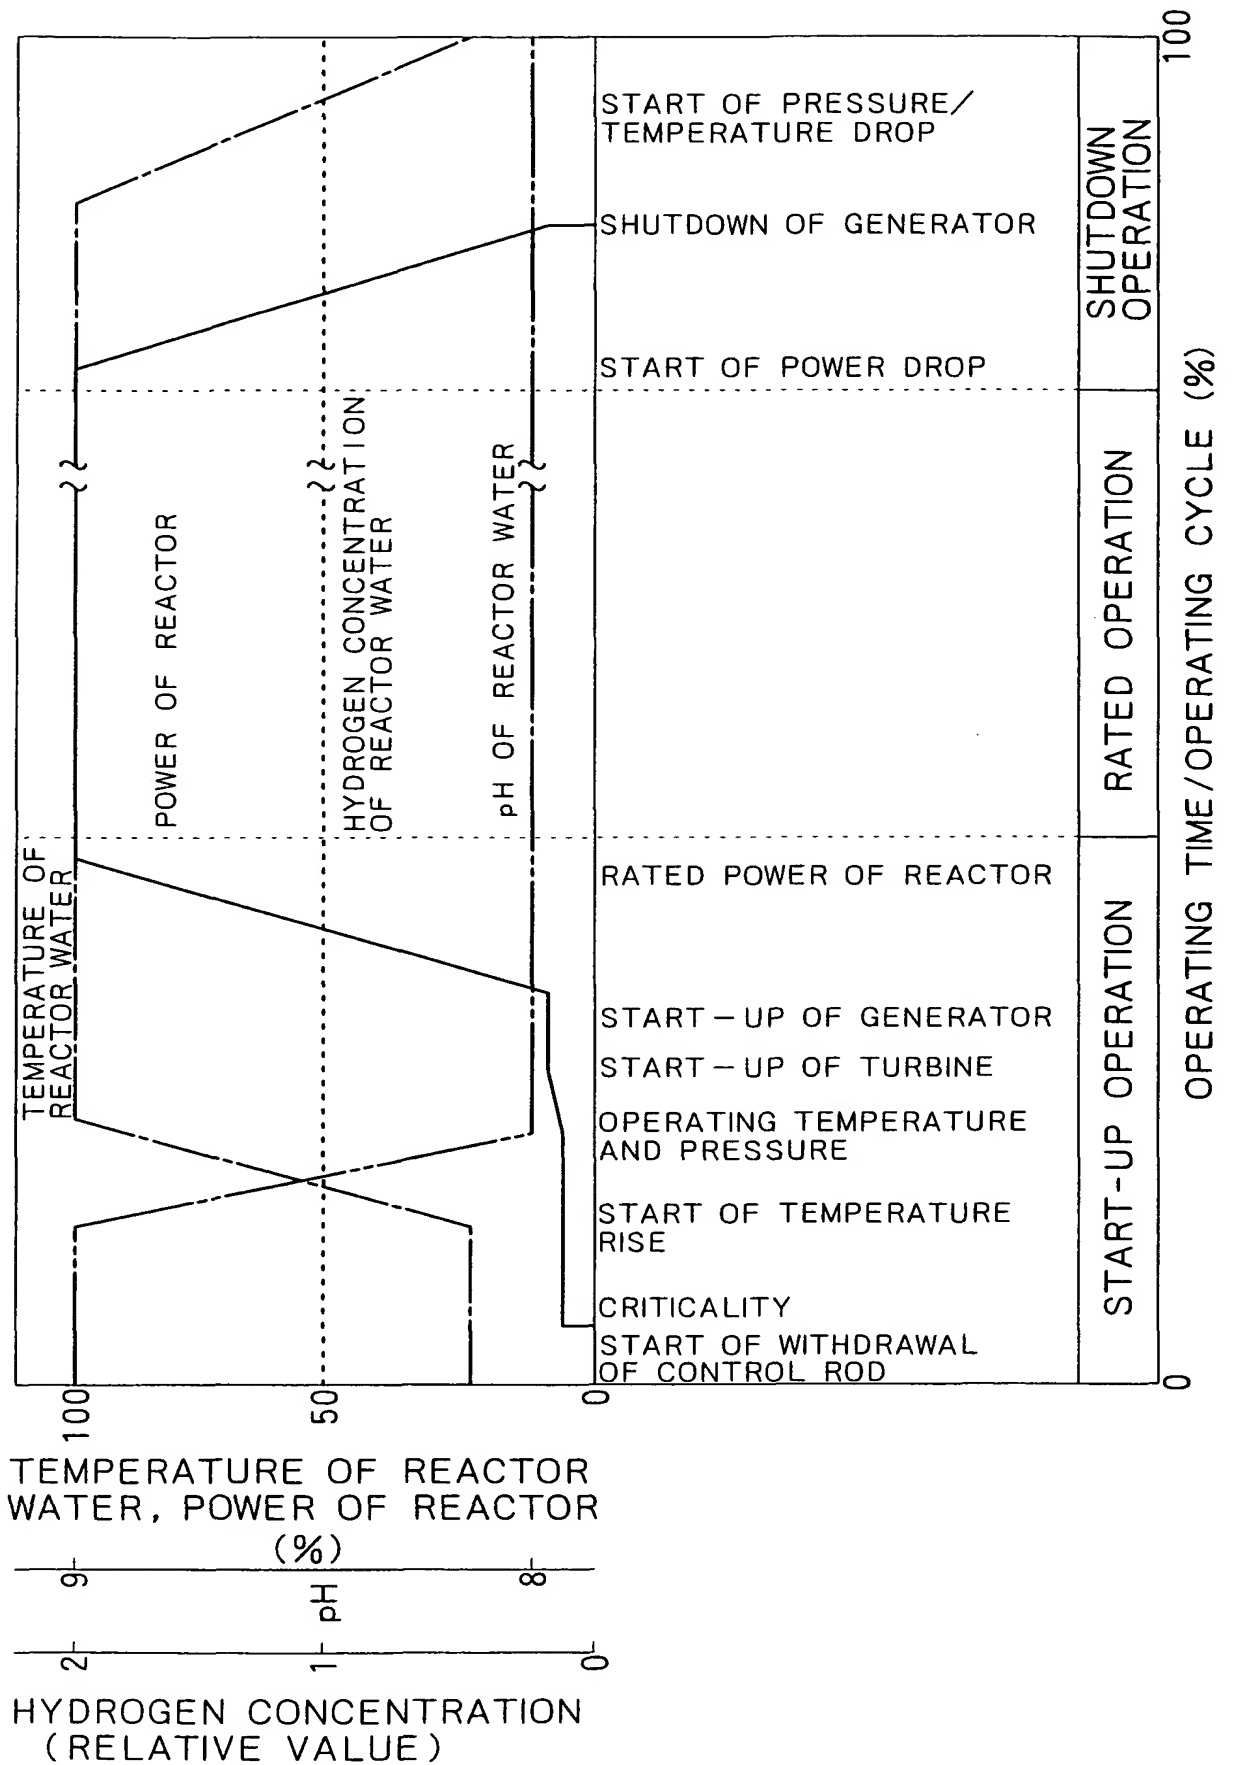 HYDROGEN CONCENTRATION
(RELATIVE VALUE)
2
1
0
9
pH
8
TEMPERATURE OF REACTOR
WATER, POWER OF REACTOR
(%)
100
50
0
TEMPERATURE OF
REACTOR WATER
POWER OF REACTOR
HYDROGEN CONCENTRATION
OF REACTOR WATER
pH OF REACTOR WATER
START OF PRESSURE/
TEMPERATURE DROP
SHUTDOWN OF GENERATOR
START OF POWER DROP
RATED POWER OF REACTOR
START-UP OF GENERATOR
START-UP OF TURBINE
OPERATING TEMPERATURE
AND PRESSURE
START OF TEMPERATURE
RISE
CRITICALITY
START OF WITHDRAWAL
OF CONTROL ROD
START-UP OPERATION
RATED OPERATION
SHUTDOWN
OPERATION
0
100
OPERATING TIME/OPERATING CYCLE (%)